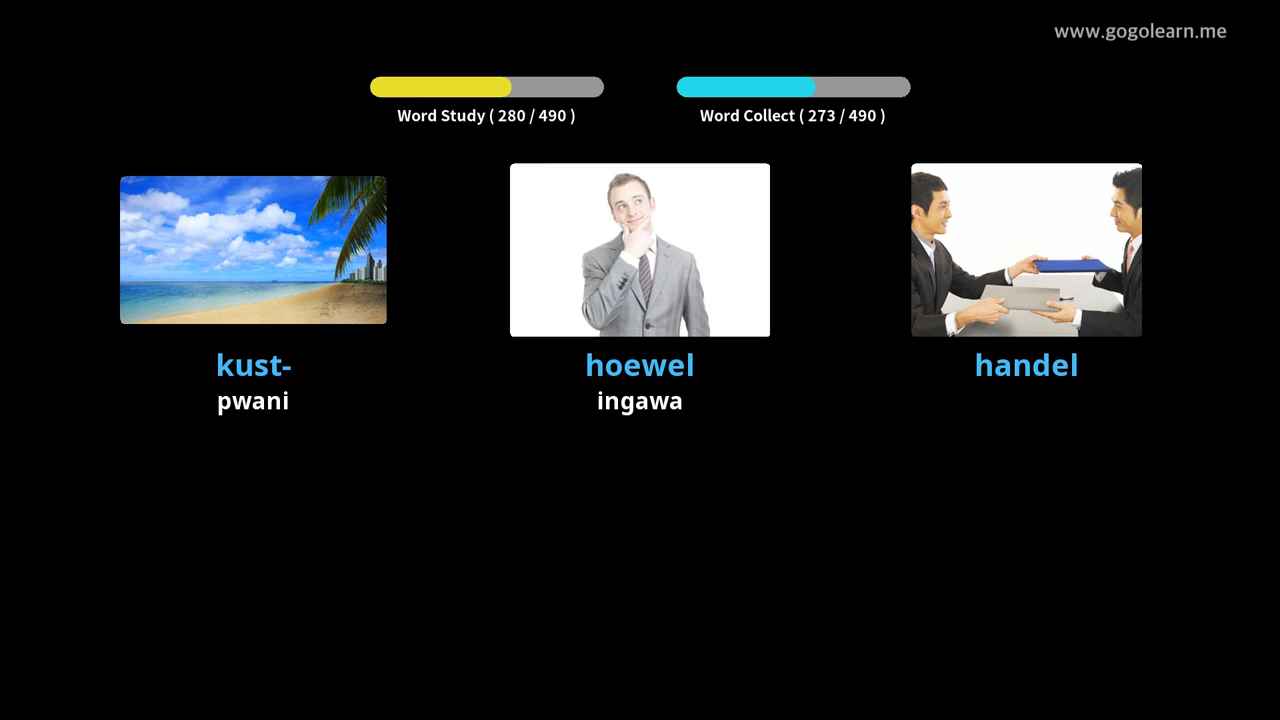 www.gogolearn.me
Word Study ( 280 / 490 )
Word Collect ( 273 / 490 )
kust-
pwani
hoewel
ingawa
handel